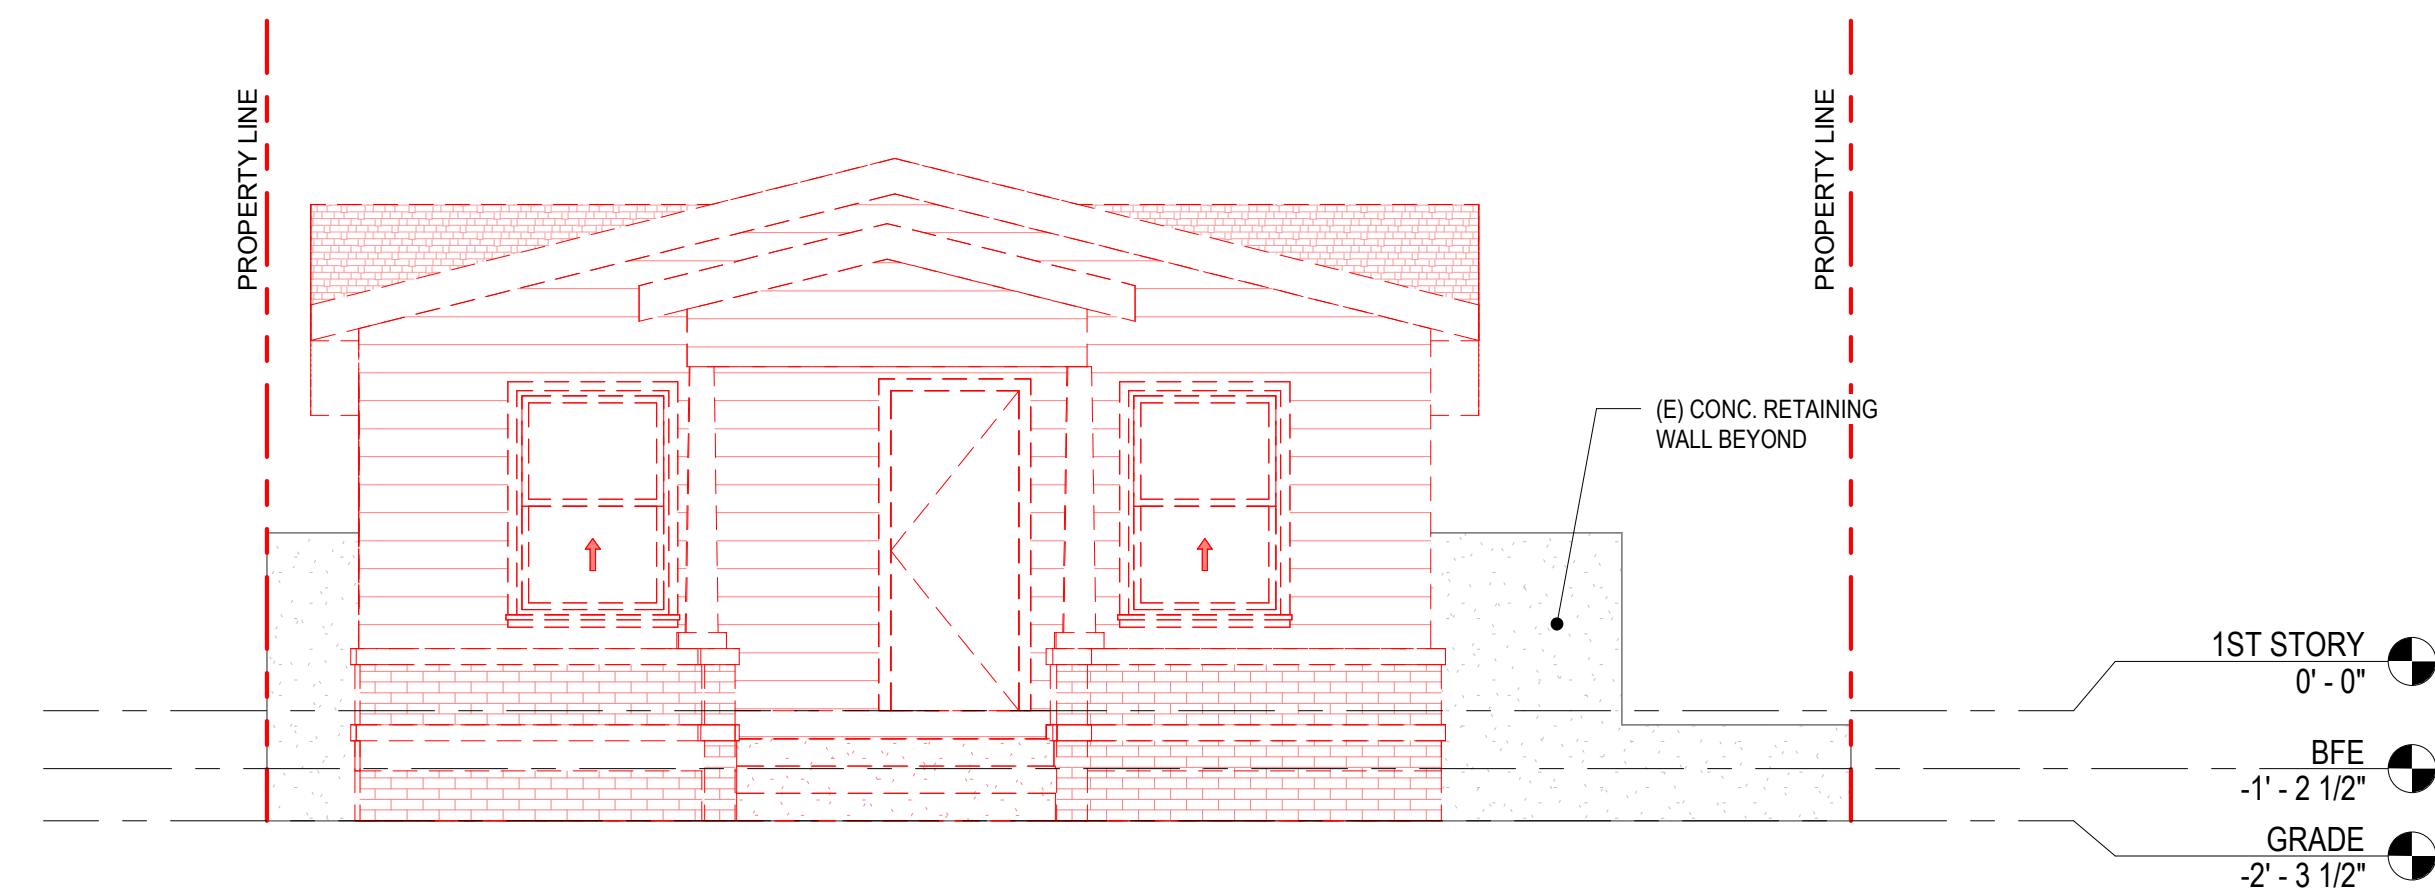 PROPERTY LINE
PROPERTY LINE
(E) CONC. RETAINING
WALL BEYOND
1ST STORY
0' - 0"
BFE
-1' - 2 1/2"
GRADE
-2' - 3 1/2"